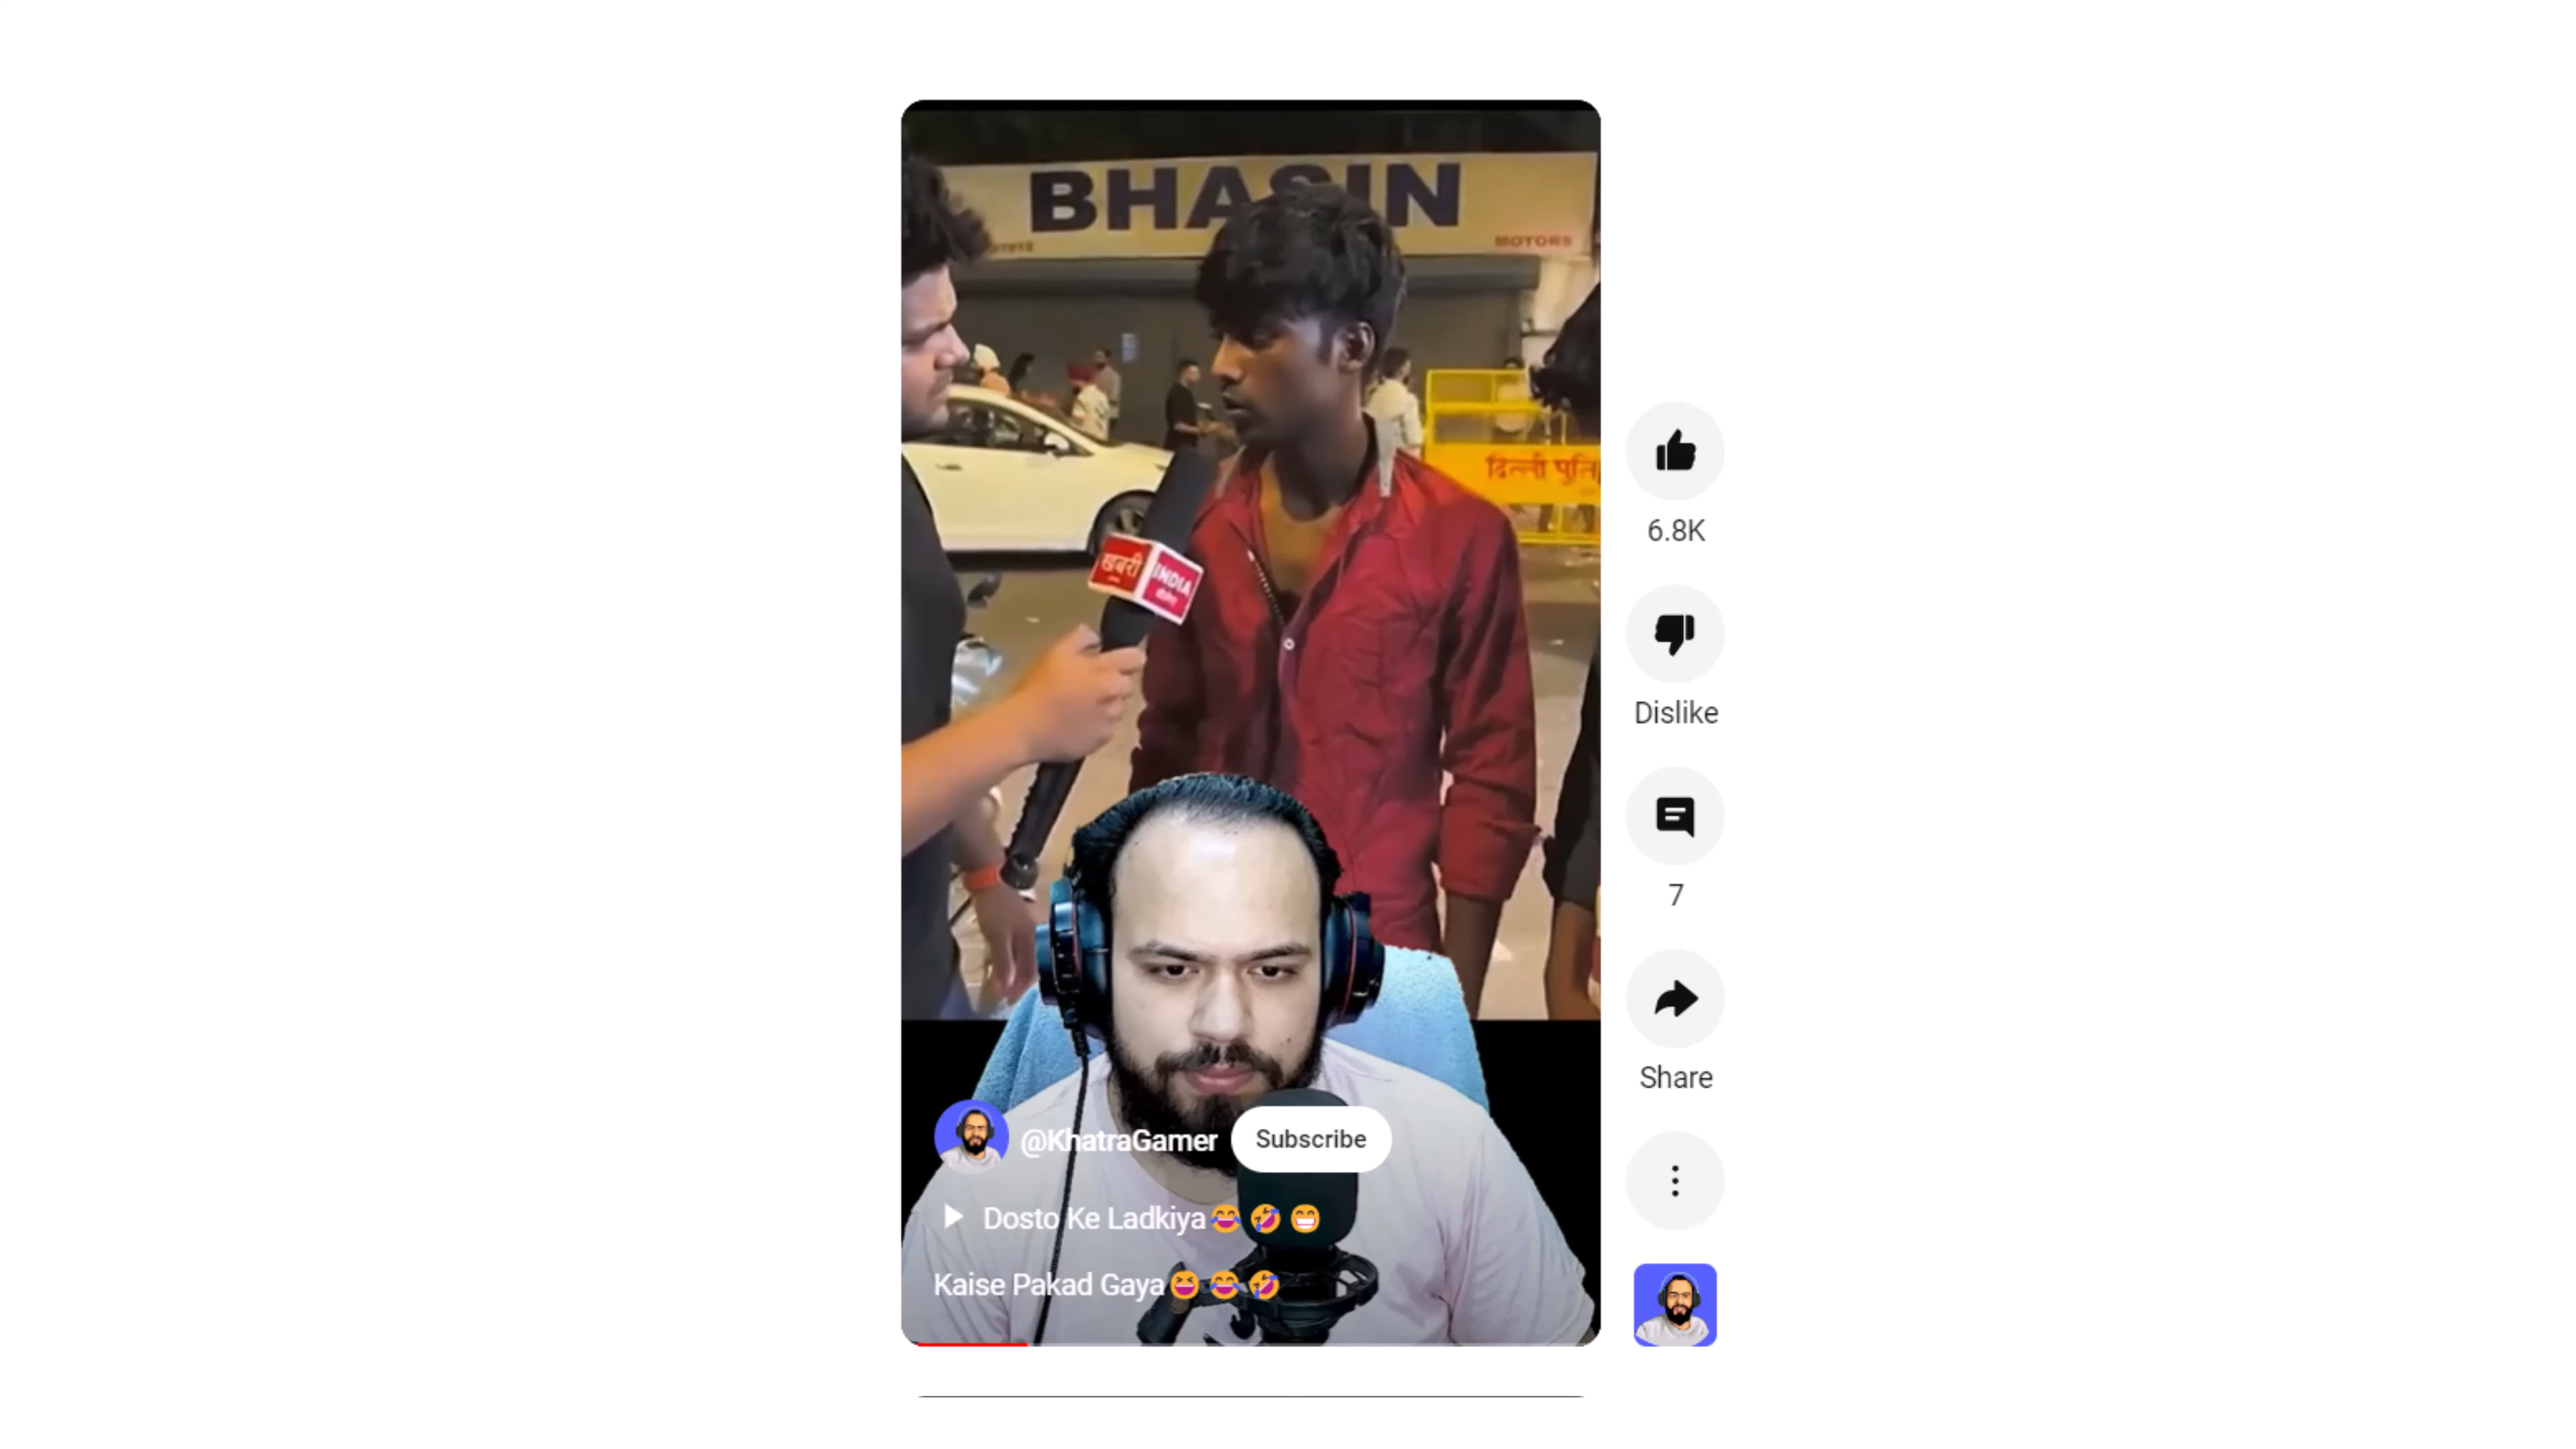 BHASIN
MOTORS
दिल्ली पुलि
खबरी
INDIA
6.8K
Dislike
7
Share
@KhatraGamer
Subscribe
Dosto Ke Ladkiya😂🤣😁
Kaise Pakad Gaya😆😂🤣